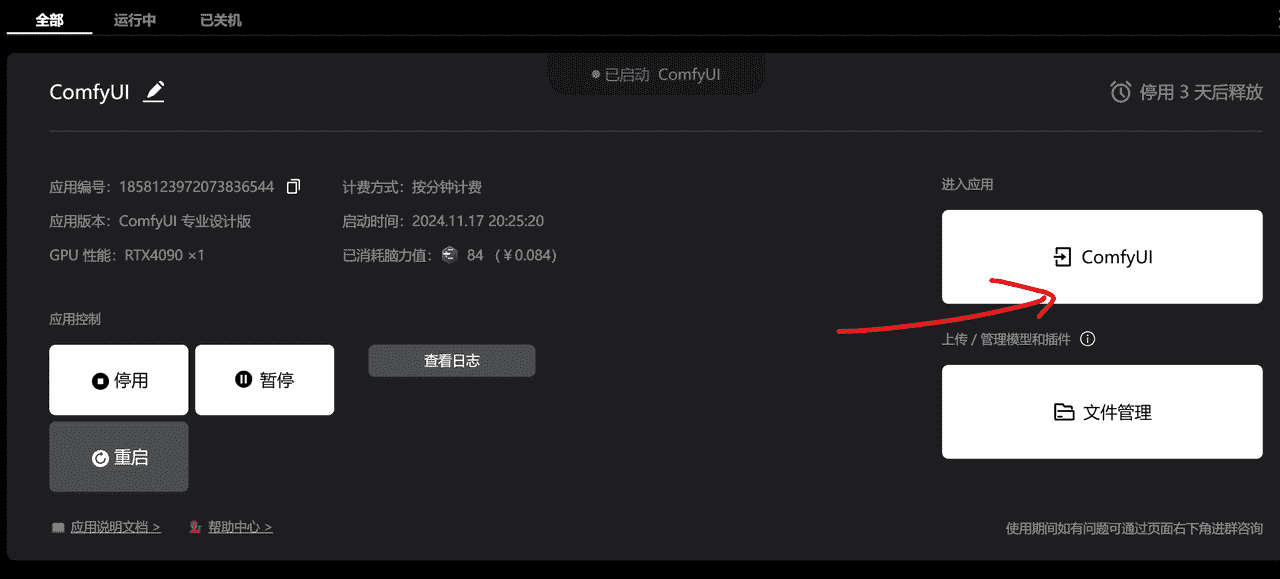 全部 运行中 已关机
已启动 ComfyUI
ComfyUI
停用 3 天后释放
应用编号：1858123972073836544
计费方式：按分钟计费
应用版本：ComfyUI 专业设计版
启动时间：2024.11.17 20:25:20
GPU 性能：RTX4090 ×1
已消耗脑力值： 84 （￥0.084）
进入应用
ComfyUI
应用控制
停用
暂停
查看日志
重启
上传 / 管理模型和插件
文件管理
应用说明文档 >
帮助中心 >
使用期间如有问题可通过页面右下角进群咨询